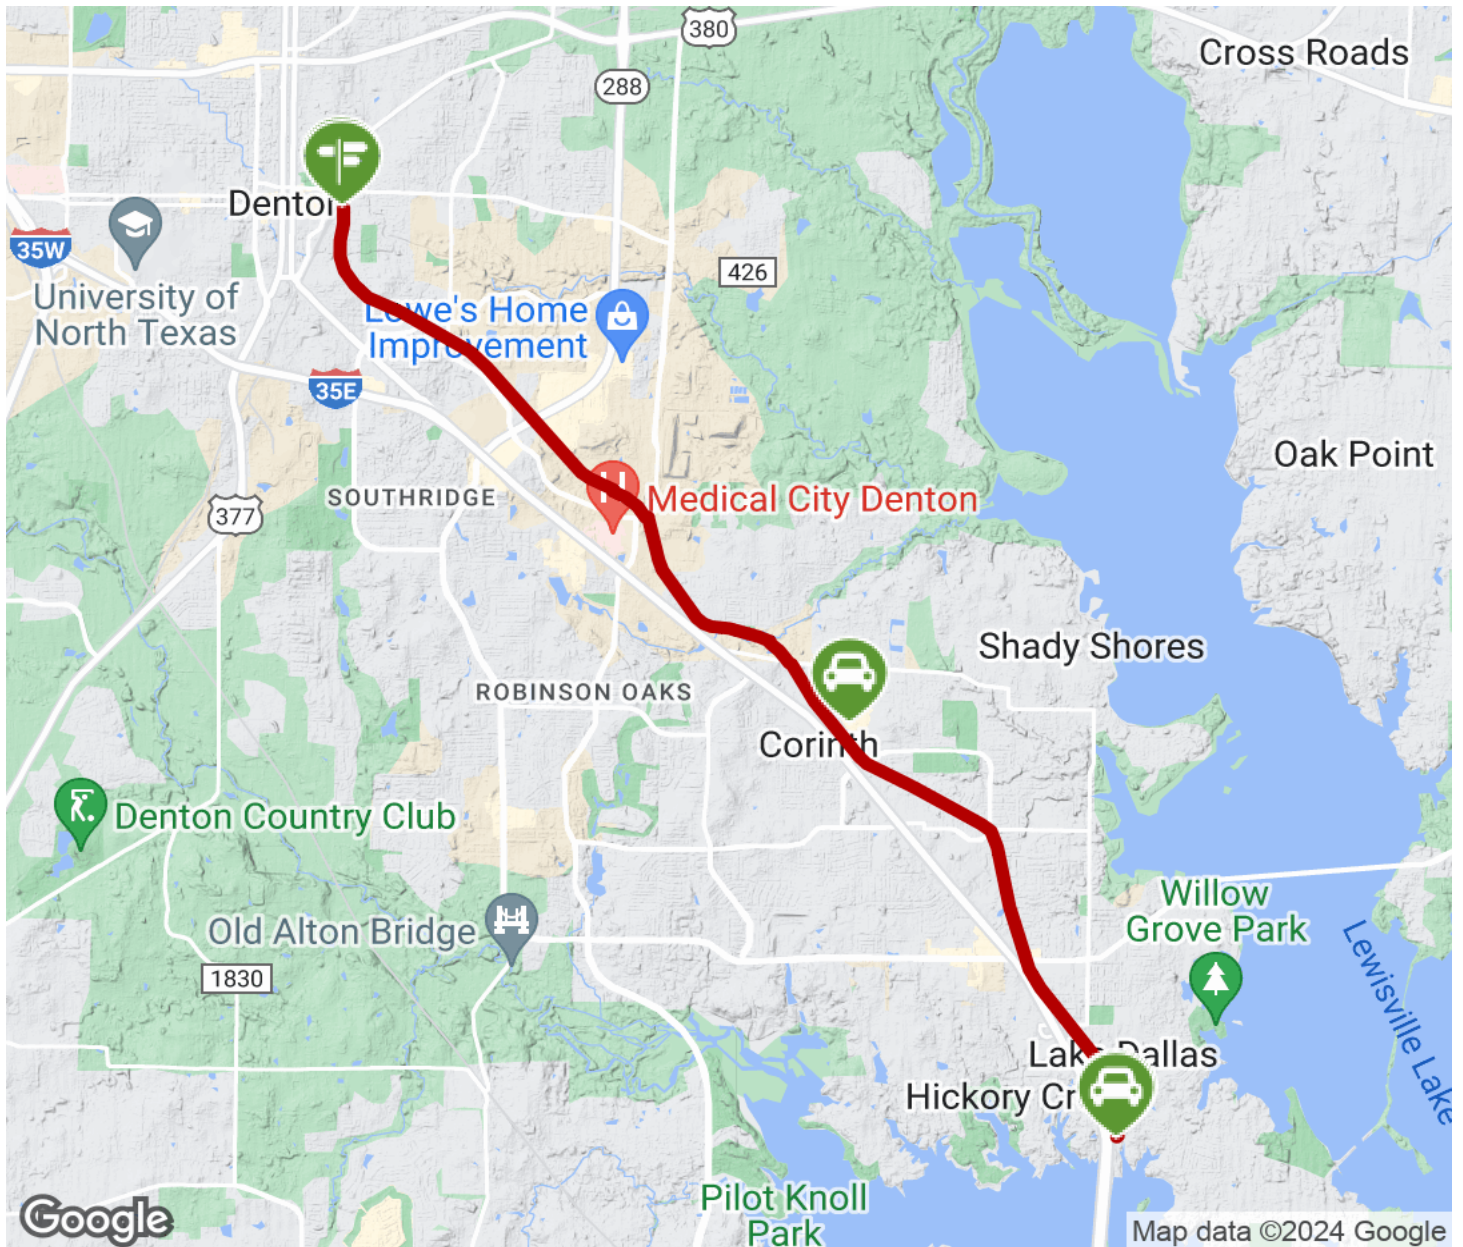 380
Cross Roads
288
Denton
35W
426
University of
North Texas
Lowe's Home
Improvement
35E
Oak Point
377
SOUTHRIDGE
H
Medical City Denton
Shady Shores
ROBINSON OAKS
Corinth
Denton Country Club
Willow
Grove Park
Old Alton Bridge
1830
Lewisville Lake
Lake Dallas
Hickory Cr
Pilot Knoll
Park
Google
Map data ©2024 Google